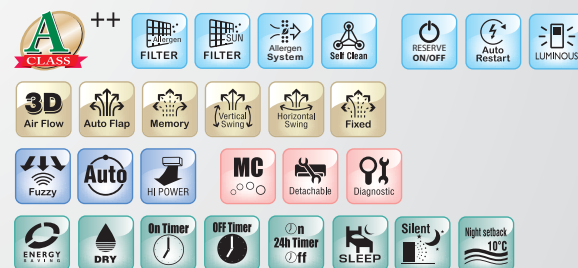 A ++
CLASS
Allergen
FILTER
SUN
FILTER
Allergen
System
Self Clean
RESERVE
ON/OFF
Auto
Restart
LUMINOUS
3D
Air Flow
Auto Flap
Memory
Vertical
Swing
Horizontal
Swing
Fixed
Fuzzy
Auto
HI POWER
MC
Detachable
Diagnostic
ENERGY
SAVING
DRY
On Timer
OFF Timer
On
24h Timer
Off
SLEEP
Silent
Night setback
10°C